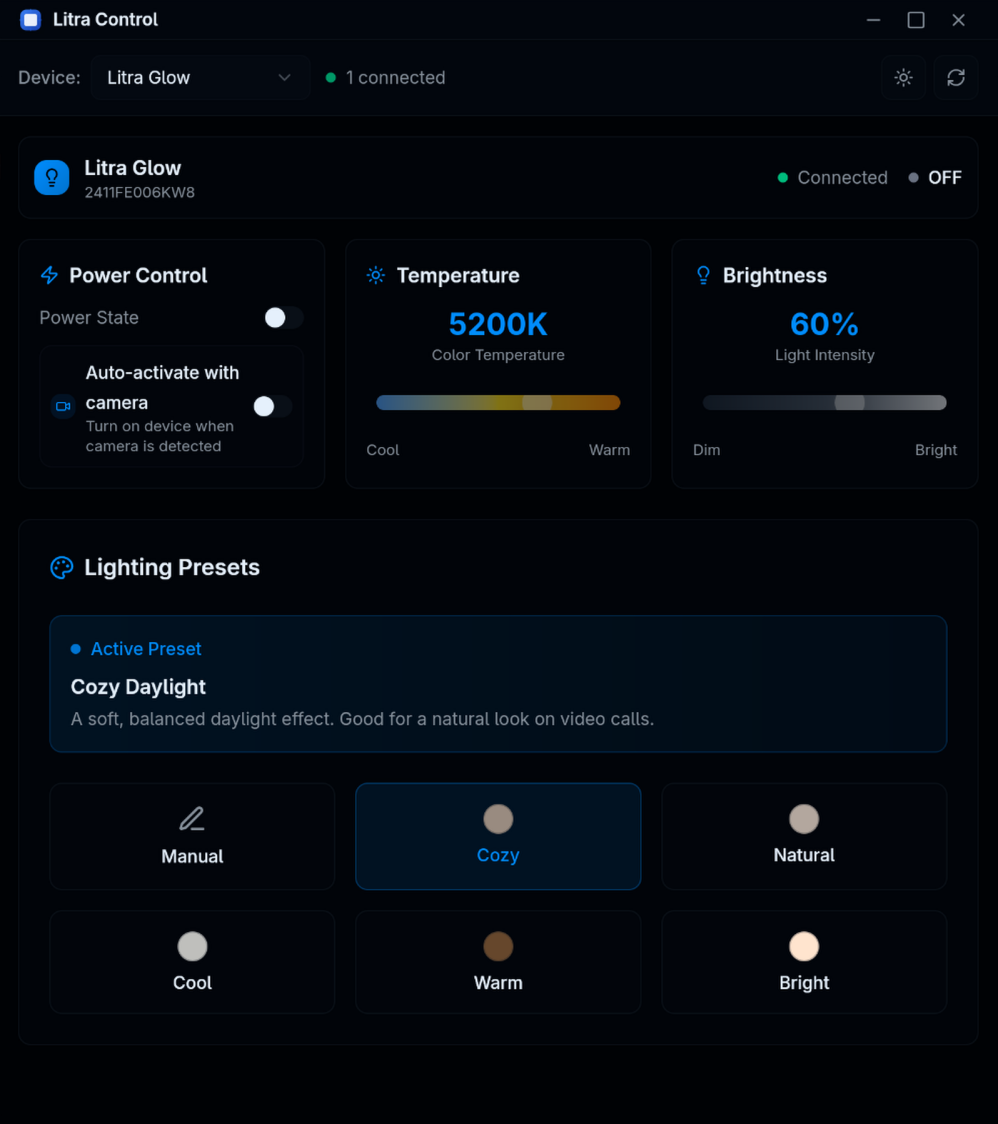 Litra Control
Device: Litra Glow 1 connected
Litra Glow
2411FE006KW8
Connected OFF
Power Control
Power State
Auto-activate with
camera
Turn on device when
camera is detected
Temperature
5200K
Color Temperature
Cool Warm
Brightness
60%
Light Intensity
Dim Bright
Lighting Presets
Active Preset
Cozy Daylight
A soft, balanced daylight effect. Good for a natural look on video calls.
Manual
Cozy
Natural
Cool
Warm
Bright